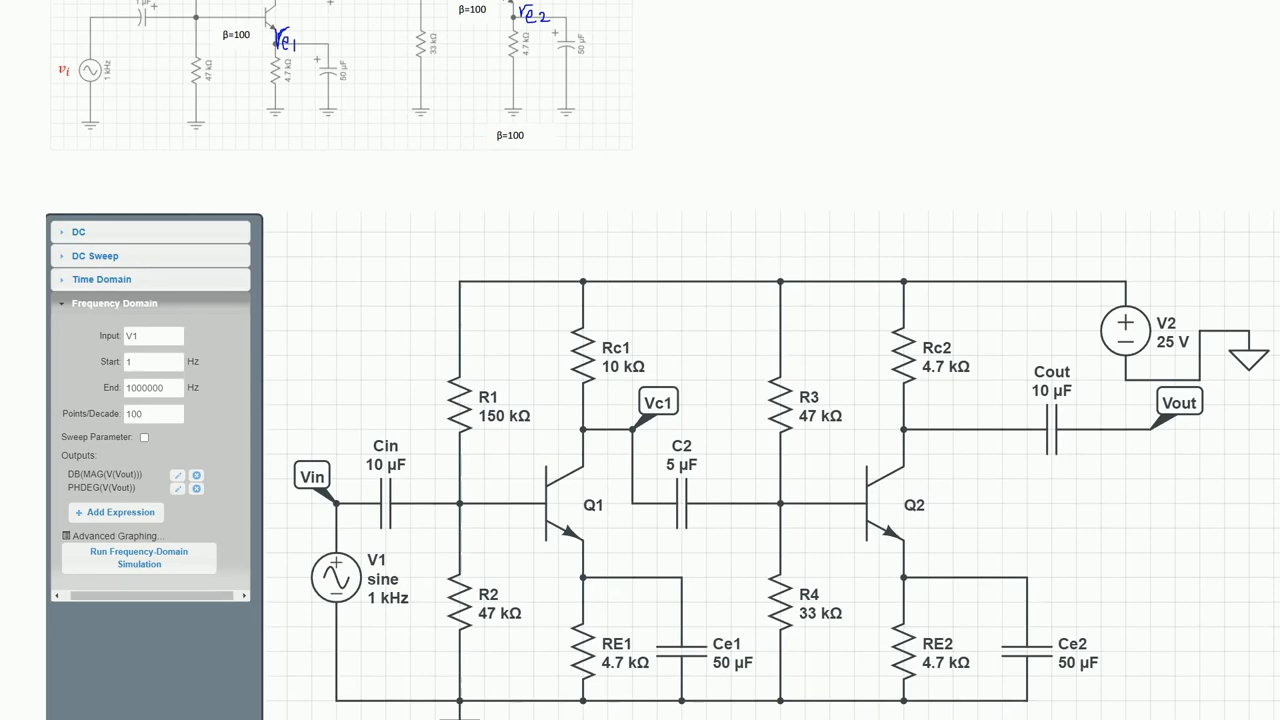 1 µF
β=100
re1
vi
1 kHz
47 kΩ
4.7 kΩ
50 µF
33 kΩ
β=100
re2
4.7 kΩ
50 µF
β=100
DC
DC Sweep
Time Domain
Frequency Domain
Input: V1
Start: 1 Hz
End: 1000000 Hz
Points/Decade: 100
Sweep Parameter:
Outputs:
DB(MAG(V(Vout)))
PHDEG(V(Vout))
+ Add Expression
Advanced Graphing...
Run Frequency-Domain
Simulation
Vin
Cin
10 µF
V1
sine
1 kHz
R1
150 kΩ
R2
47 kΩ
Rc1
10 kΩ
Vc1
Q1
RE1
4.7 kΩ
Ce1
50 µF
C2
5 µF
R3
47 kΩ
R4
33 kΩ
Rc2
4.7 kΩ
Q2
RE2
4.7 kΩ
Ce2
50 µF
Cout
10 µF
Vout
V2
25 V